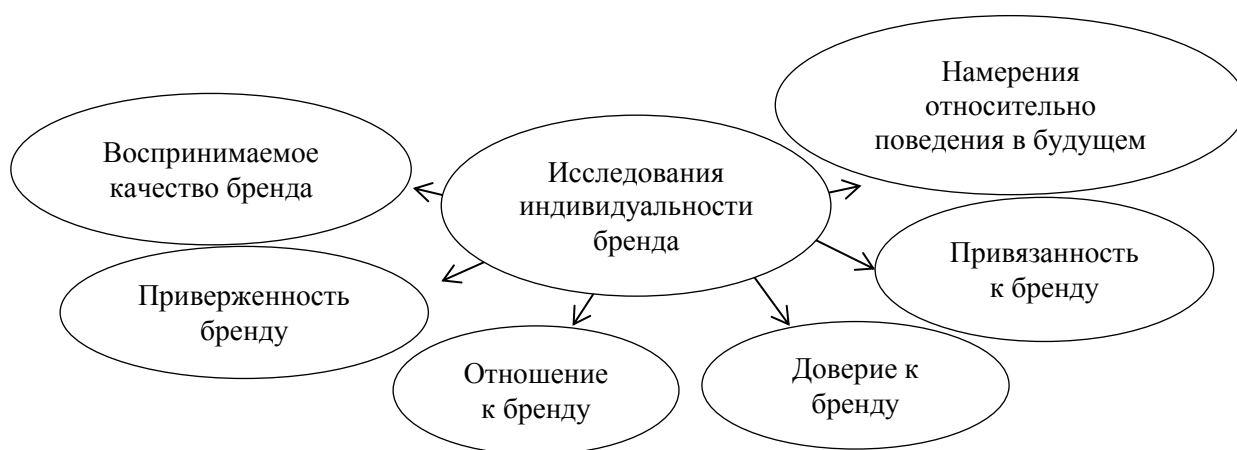 Намерения
относительно
поведения в будущем
Воспринимаемое
качество бренда
Исследования
индивидуальности
бренда
Привязанность
к бренду
Приверженность
бренду
Отношение
к бренду
Доверие к
бренду